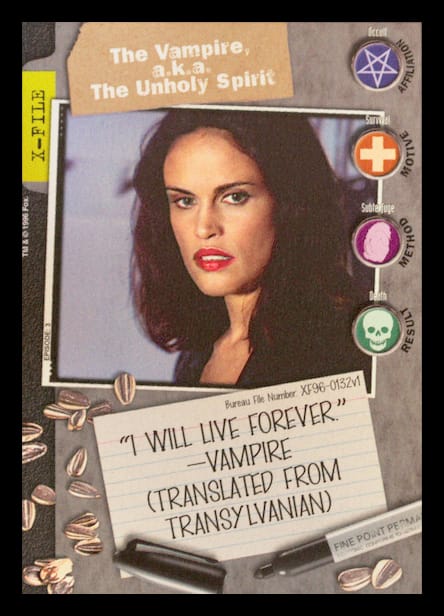 The Vampire,
a.k.a.
The Unholy Spirit
Occult
AFFILIATION
X-FILE
Survival
MOTIVE
Subterfuge
METHOD
TM & © 1996 Fox.
Death
RESULT
EPISODE: 3
Bureau File Number: XF96-0132v1
"I WILL LIVE FOREVER."
—VAMPIRE
(TRANSLATED FROM
TRANSYLVANIAN)
FINE POINT PERMA